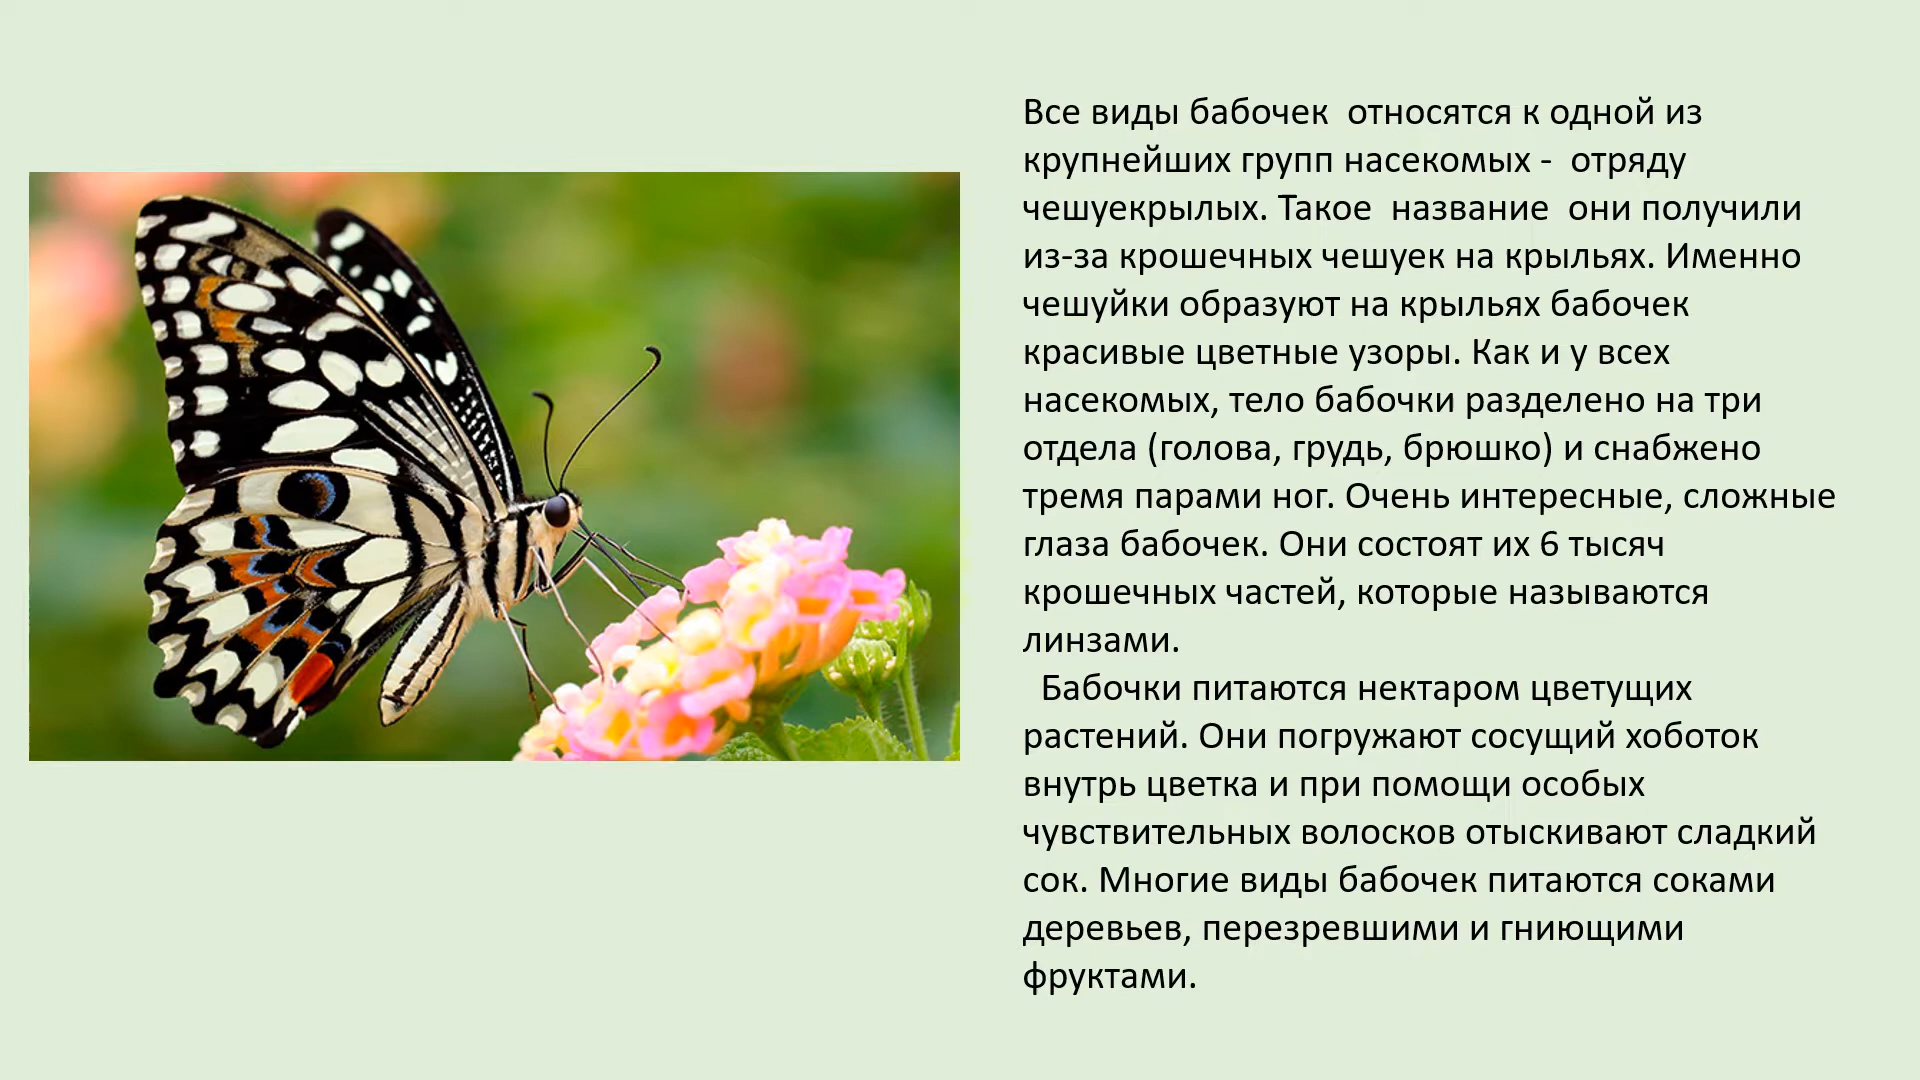 Все виды бабочек  относятся к одной из
крупнейших групп насекомых -  отряду
чешуекрылых. Такое  название  они получили
из-за крошечных чешуек на крыльях. Именно
чешуйки образуют на крыльях бабочек
красивые цветные узоры. Как и у всех
насекомых, тело бабочки разделено на три
отдела (голова, грудь, брюшко) и снабжено
тремя парами ног. Очень интересные, сложные
глаза бабочек. Они состоят их 6 тысяч
крошечных частей, которые называются
линзами.
Бабочки питаются нектаром цветущих
растений. Они погружают сосущий хоботок
внутрь цветка и при помощи особых
чувствительных волосков отыскивают сладкий
сок. Многие виды бабочек питаются соками
деревьев, перезревшими и гниющими
фруктами.